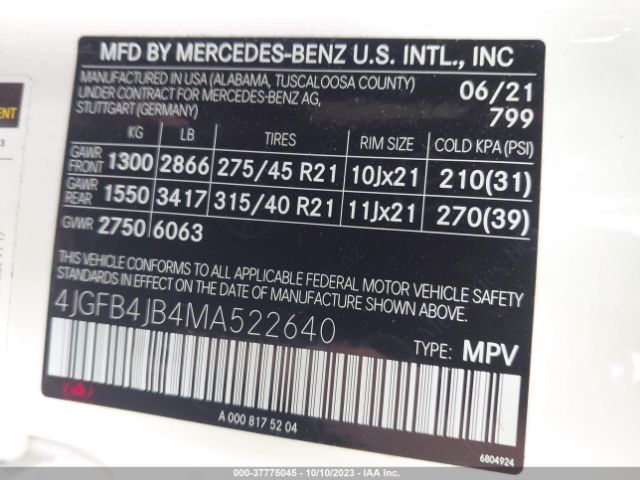 MFD BY MERCEDES-BENZ U.S. INTL., INC
MANUFACTURED IN USA (ALABAMA, TUSCALOOSA COUNTY)
UNDER CONTRACT FOR MERCEDES-BENZ AG,
STUTTGART (GERMANY)
06/21
799
KG LB TIRES RIM SIZE COLD KPA (PSI)
GAWR FRONT 1300 2866 275/45 R21 10Jx21 210(31)
GAWR REAR 1550 3417 315/40 R21 11Jx21 270(39)
GVWR 2750 6063
THIS VEHICLE CONFORMS TO ALL APPLICABLE FEDERAL MOTOR VEHICLE SAFETY
STANDARDS IN EFFECT ON THE DATE OF MANUFACTURE SHOWN ABOVE.
4JGFB4JB4MA522640
TYPE: MPV
A 000 817 52 04
6804924
000-37775045 - 10/10/2023 - IAA Inc.